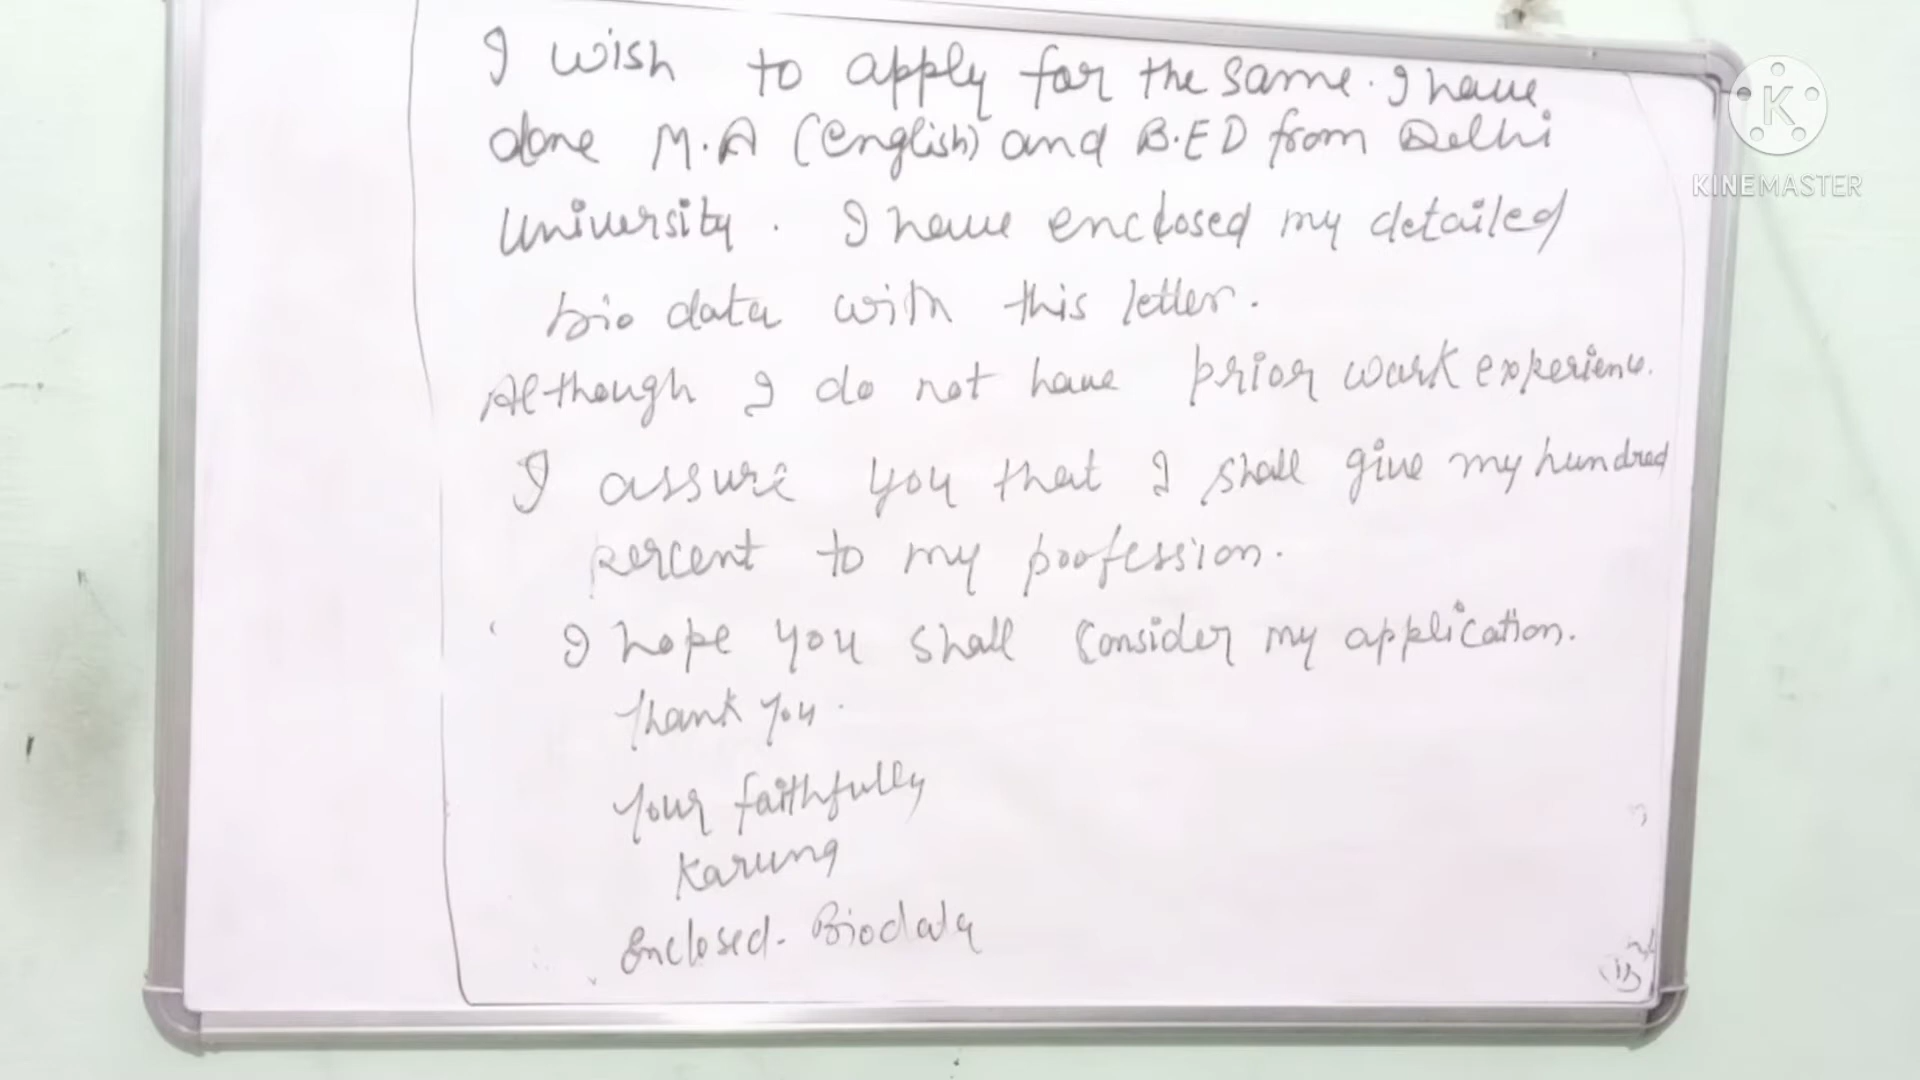 I wish to apply for the same. I have
done M.A (English) and B.ED from Delhi
University. I have enclosed my detailed
bio data with this letter.
Although I do not have prior work experience.
I assure you that I shall give my hundred
percent to my profession.
I hope you shall consider my application.
Thank you.
Your faithfully
Karuna
Enclosed- Biodata
K
KINEMASTER